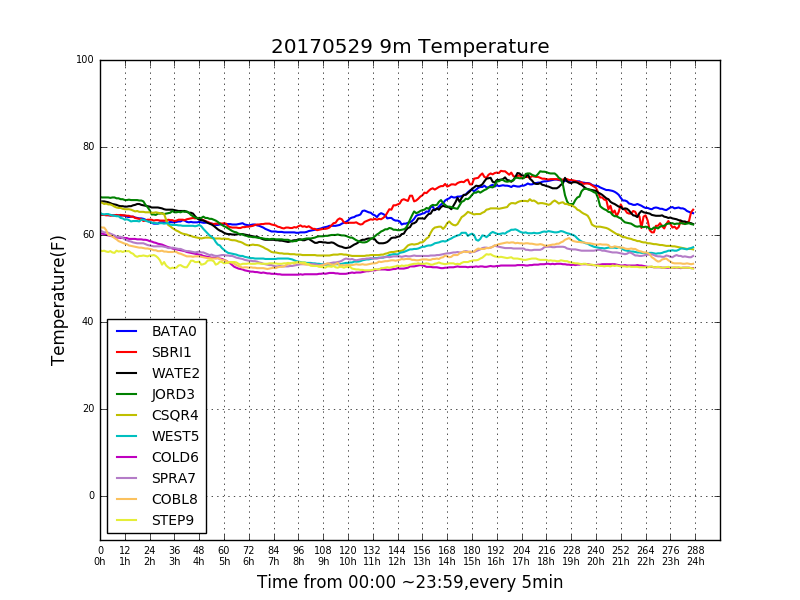 20170529 9m Temperature
100
80
60
40
20
0
Temperature(F)
BATA0
SBRI1
WATE2
JORD3
CSQR4
WEST5
COLD6
SPRA7
COBL8
STEP9
0 12 24 36 48 60 72 84 96 108 120 132 144 156 168 180 192 204 216 228 240 252 264 276 288
0h 1h 2h 3h 4h 5h 6h 7h 8h 9h 10h 11h 12h 13h 14h 15h 16h 17h 18h 19h 20h 21h 22h 23h 24h
Time from 00:00 ~23:59,every 5min